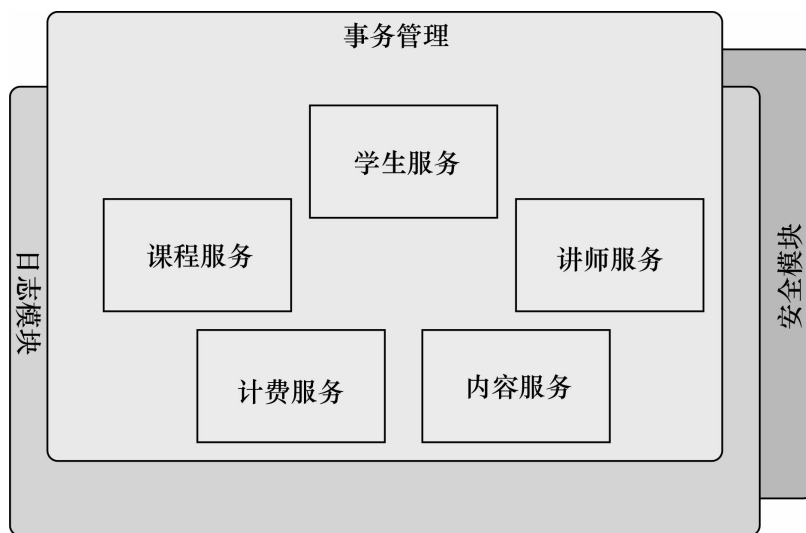 事务管理
学生服务
课程服务
讲师服务
日志模块
安全模块
计费服务
内容服务